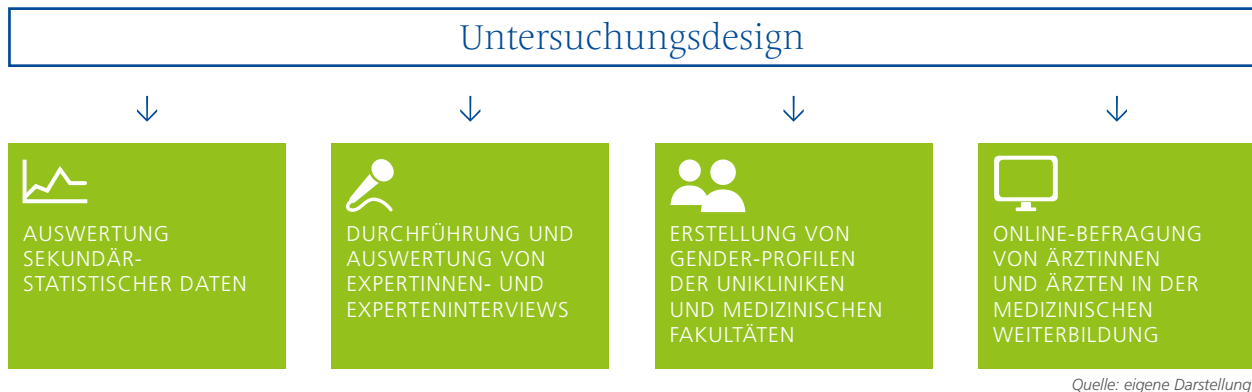 Untersuchungsdesign
AUSWERTUNG
SEKUNDÄR-
STATISTISCHER DATEN
DURCHFÜHRUNG UND
AUSWERTUNG VON
EXPERTINNEN- UND
EXPERTENINTERVIEWS
ERSTELLUNG VON
GENDER-PROFILEN
DER UNIKLINIKEN
UND MEDIZINISCHEN
FAKULTÄTEN
ONLINE-BEFRAGUNG
VON ÄRZTINNEN
UND ÄRZTEN IN DER
MEDIZINISCHEN
WEITERBILDUNG
Quelle: eigene Darstellung